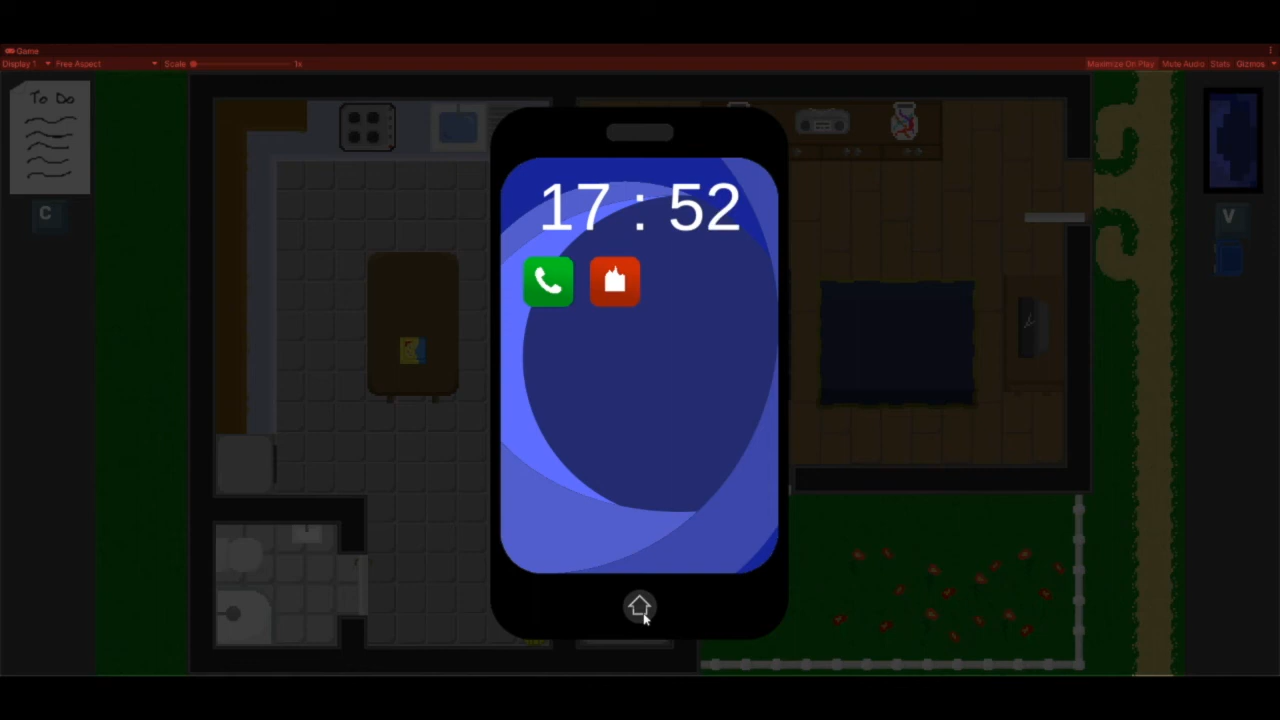 Game
Display 1 Free Aspect Scale 1x Maximize On Play Mute Audio Stats Gizmos
To Do
17 : 52
C
V